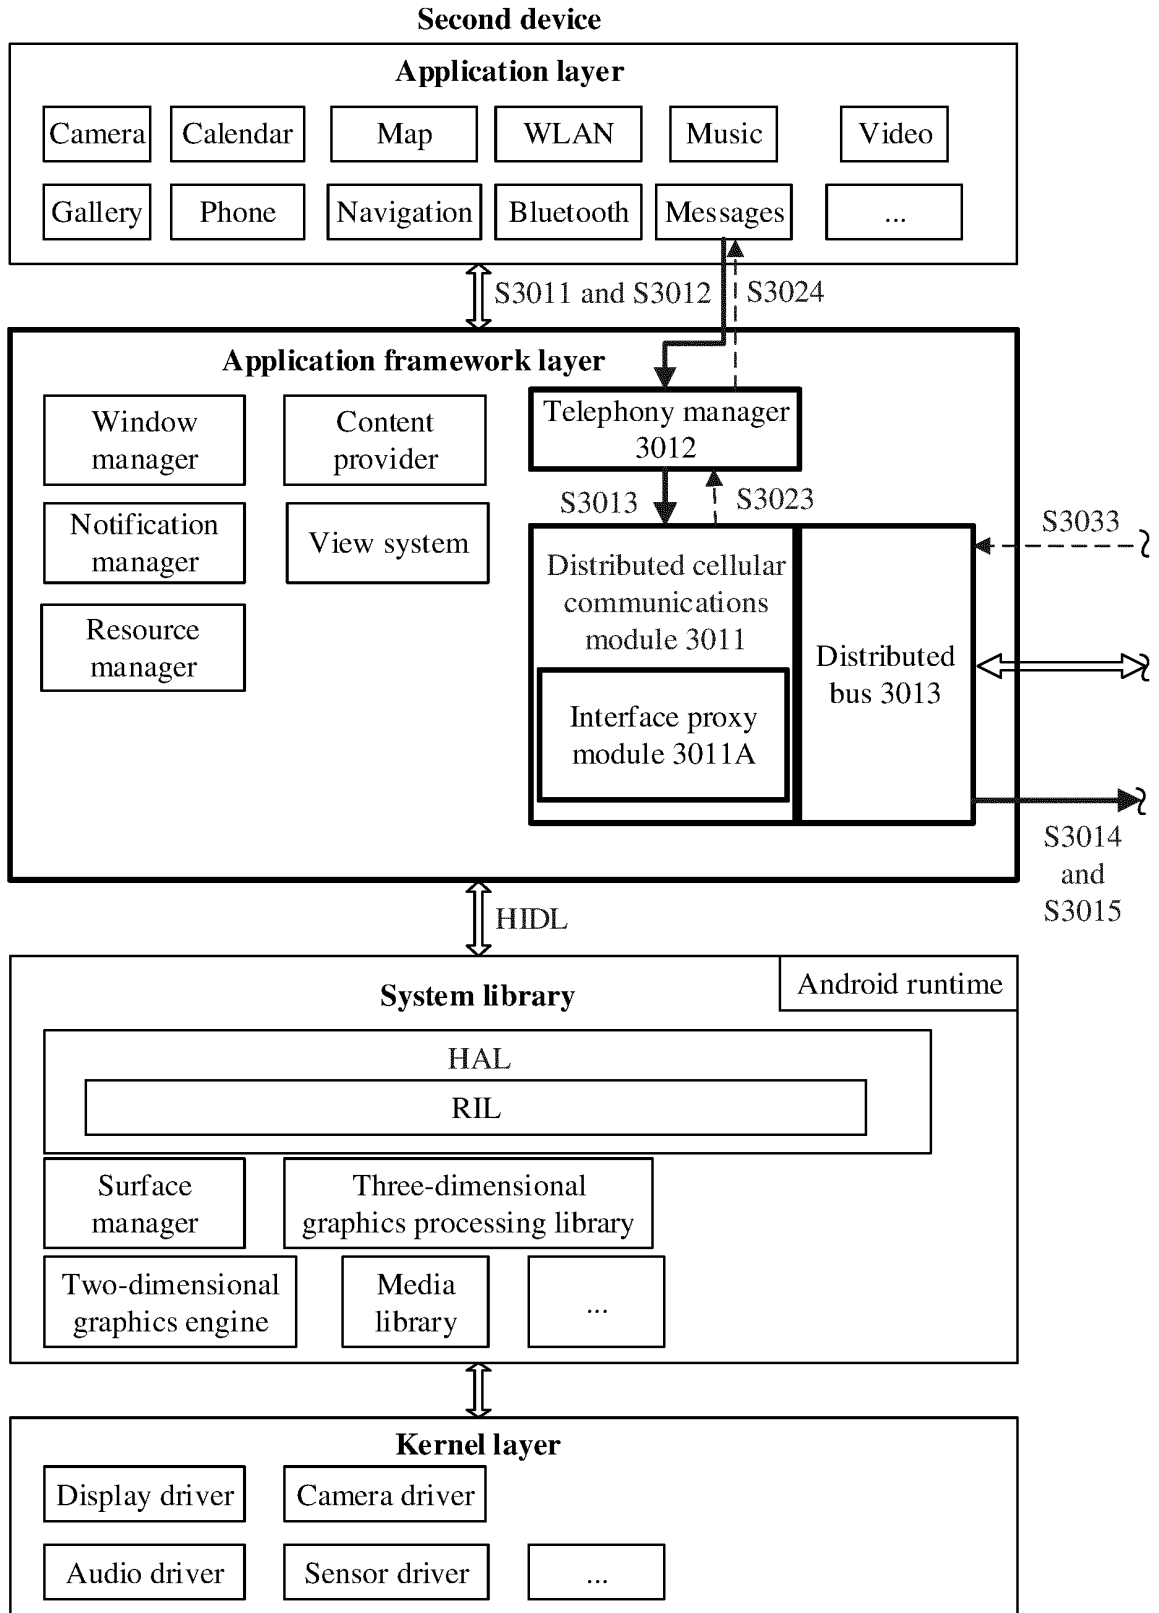 Second device
Application layer
Camera
Calendar
Map
WLAN
Music
Video
Gallery
Phone
Navigation
Bluetooth
Messages
...
S3011 and S3012
S3024
Application framework layer
Window
manager
Content
provider
Telephony manager
3012
S3013
S3023
Notification
manager
View system
S3033
Distributed cellular
communications
module 3011
Resource
manager
Distributed
bus 3013
Interface proxy
module 3011A
S3014
and
S3015
HIDL
System library
Android runtime
HAL
RIL
Surface
manager
Three-dimensional
graphics processing library
Two-dimensional
graphics engine
Media
library
...
Kernel layer
Display driver
Camera driver
Audio driver
Sensor driver
...